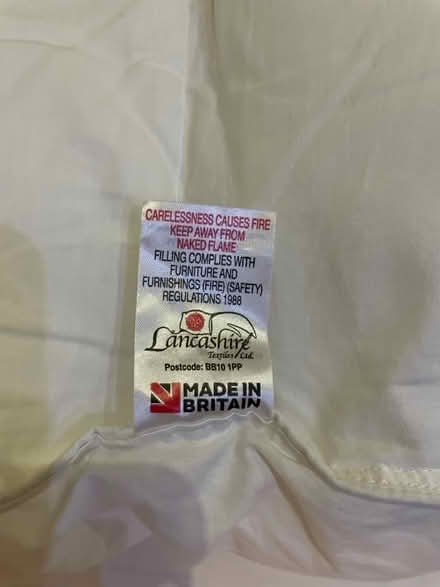 CARELESSNESS CAUSES FIRE
KEEP AWAY FROM
NAKED FLAME
FILLING COMPLIES WITH
FURNITURE AND
FURNISHINGS (FIRE) (SAFETY)
REGULATIONS 1988
Lancashire
Textiles Ltd.
Postcode: BB10 1PP
MADE IN
BRITAIN